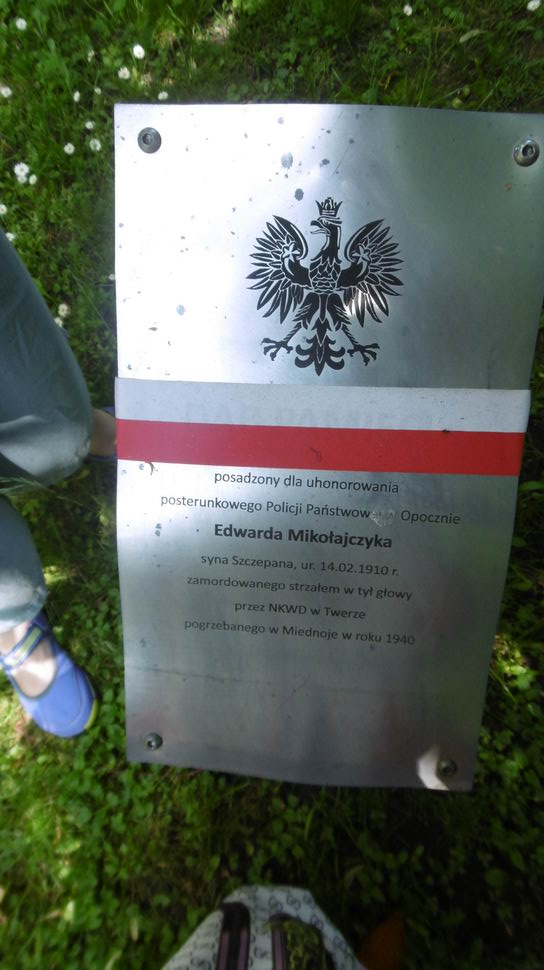 posadzony dla uhonorowania
posterunkowego Policji Państwowej w Opocznie
Edwarda Mikołajczyka
syna Szczepana, ur. 14.02.1910 r.
zamordowanego strzałem w tył głowy
przez NKWD w Twerze
pogrzebanego w Miednoje w roku 1940